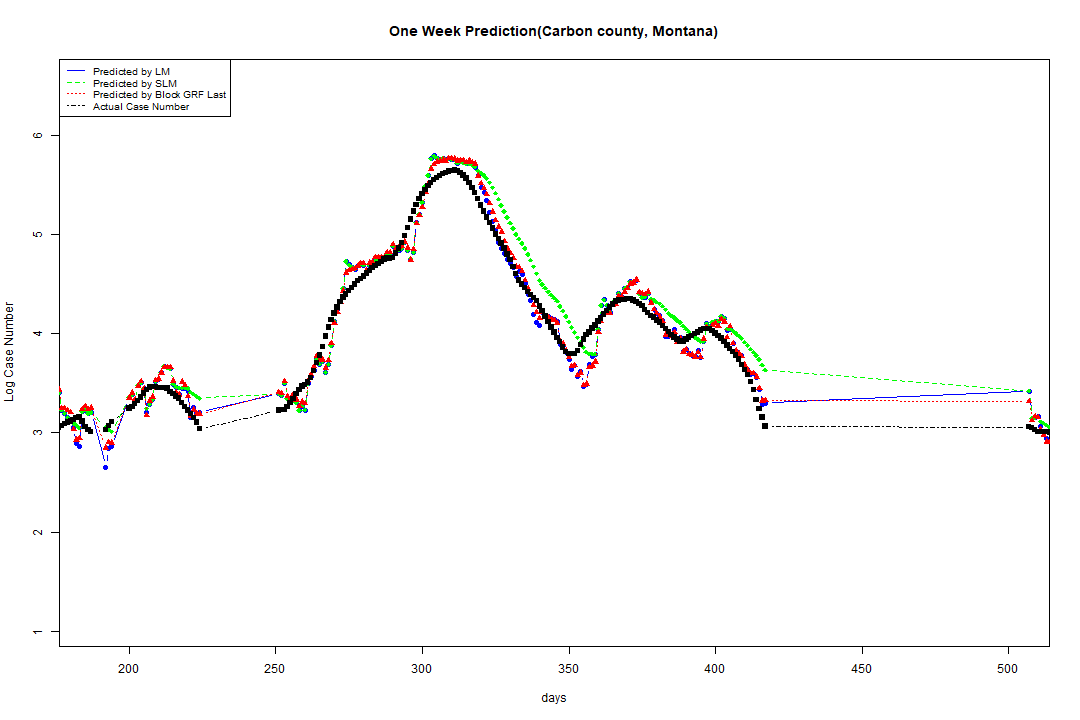 One Week Prediction(Carbon county, Montana)
Predicted by LM
Predicted by SLM
Predicted by Block GRF Last
Actual Case Number
6
5
4
3
2
1
Log Case Number
200 250 300 350 400 450 500
days